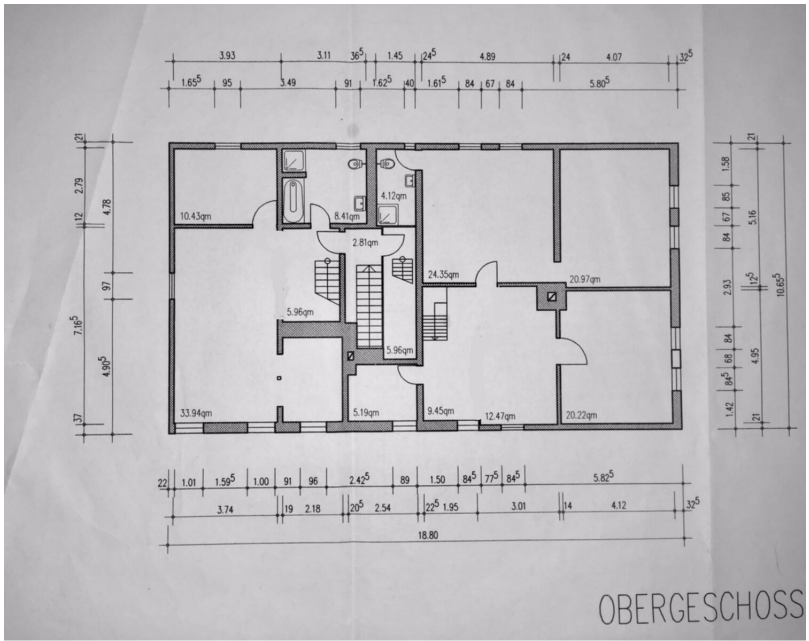 3.93 3.11 36⁵ 1.45 24⁵ 4.89 24 4.07 32⁵
1.65⁵ 95 3.49 91 1.62⁵ 40 1.61⁵ 84 67 84 5.80⁵
21 2.79 12 7.16⁵ 37
4.78 97 4.90⁵
10.43qm
8.41qm
4.12qm
2.81qm
24.35qm
20.97qm
5.96qm
5.96qm
33.94qm
5.19qm
9.45qm
12.47qm
20.22qm
1.58 85 67 84 2.93 84 68 84⁵ 1.42
21 5.16 12⁵ 4.95 21
10.65⁵
22 1.01 1.59⁵ 1.00 91 96 2.42⁵ 89 1.50 84⁵ 77⁵ 84⁵ 5.82⁵
3.74 19 2.18 20⁵ 2.54 22⁵ 1.95 3.01 14 4.12 32⁵
18.80
OBERGESCHOSS